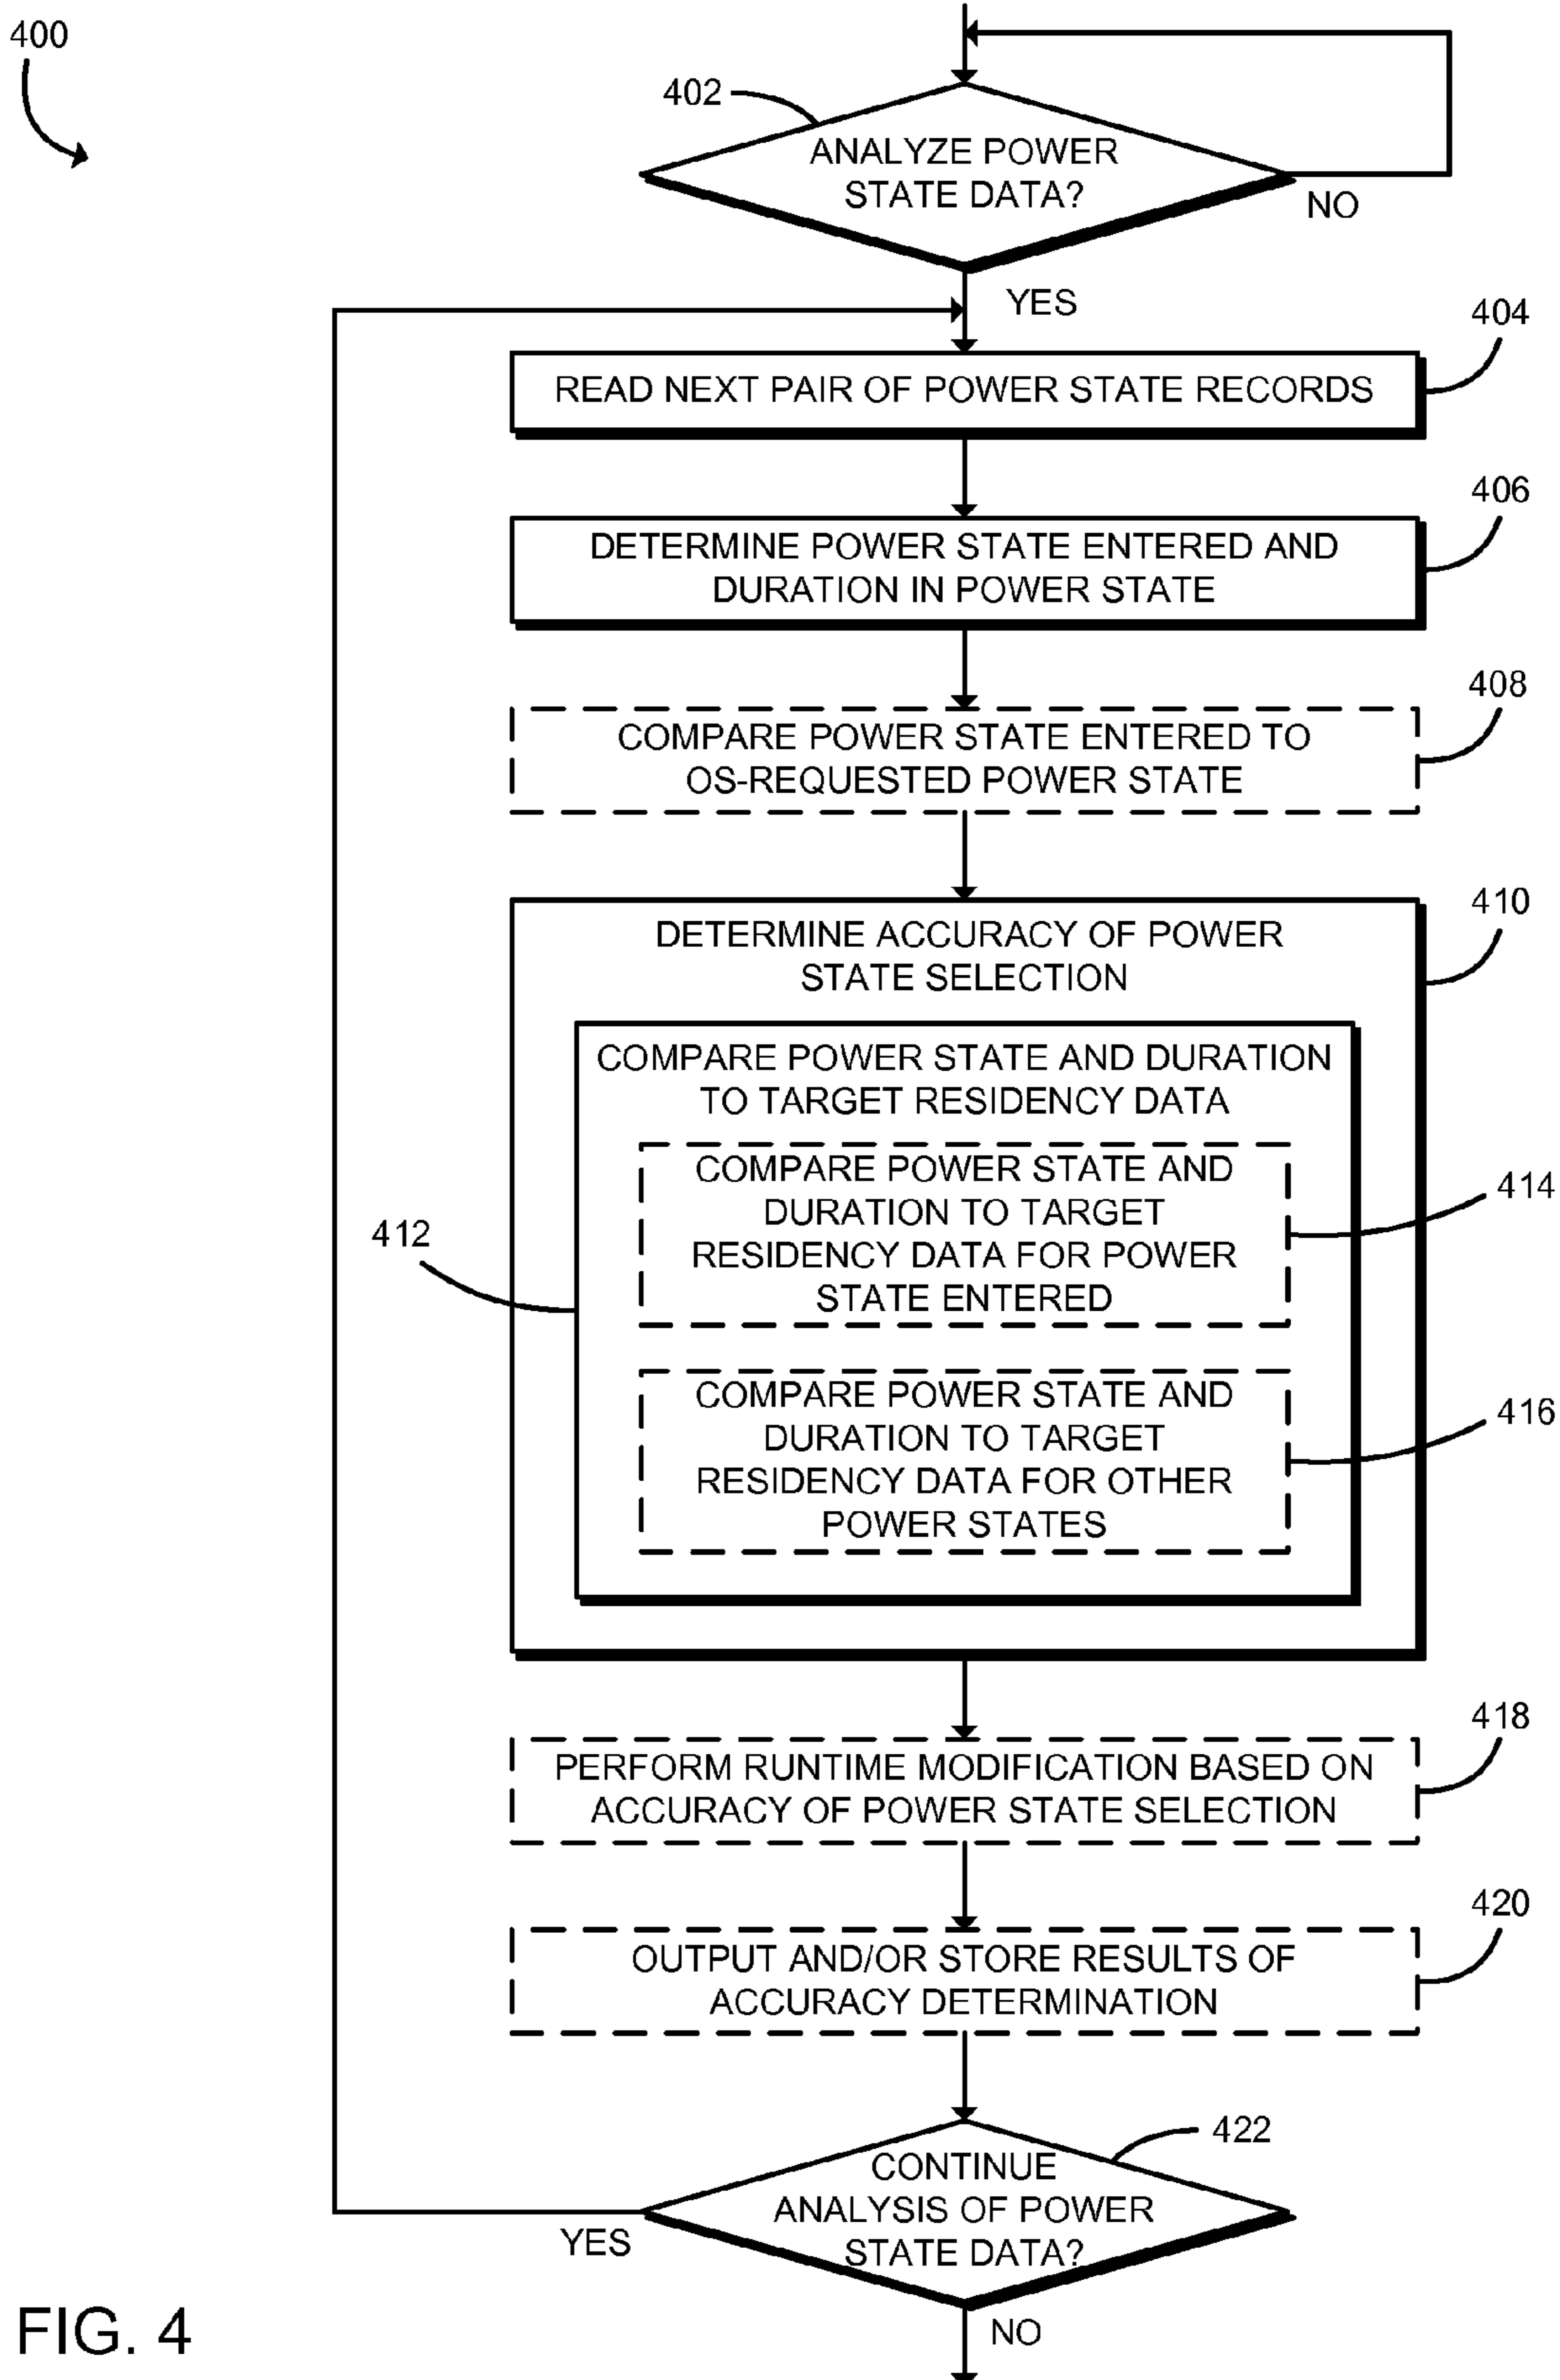 400
402
ANALYZE POWER
STATE DATA?
NO
YES
404
READ NEXT PAIR OF POWER STATE RECORDS
406
DETERMINE POWER STATE ENTERED AND
DURATION IN POWER STATE
408
COMPARE POWER STATE ENTERED TO
OS-REQUESTED POWER STATE
410
DETERMINE ACCURACY OF POWER
STATE SELECTION
COMPARE POWER STATE AND DURATION
TO TARGET RESIDENCY DATA
412
COMPARE POWER STATE AND
DURATION TO TARGET
RESIDENCY DATA FOR POWER
STATE ENTERED
414
COMPARE POWER STATE AND
DURATION TO TARGET
RESIDENCY DATA FOR OTHER
POWER STATES
416
418
PERFORM RUNTIME MODIFICATION BASED ON
ACCURACY OF POWER STATE SELECTION
420
OUTPUT AND/OR STORE RESULTS OF
ACCURACY DETERMINATION
422
CONTINUE
ANALYSIS OF POWER
STATE DATA?
YES
NO
FIG. 4